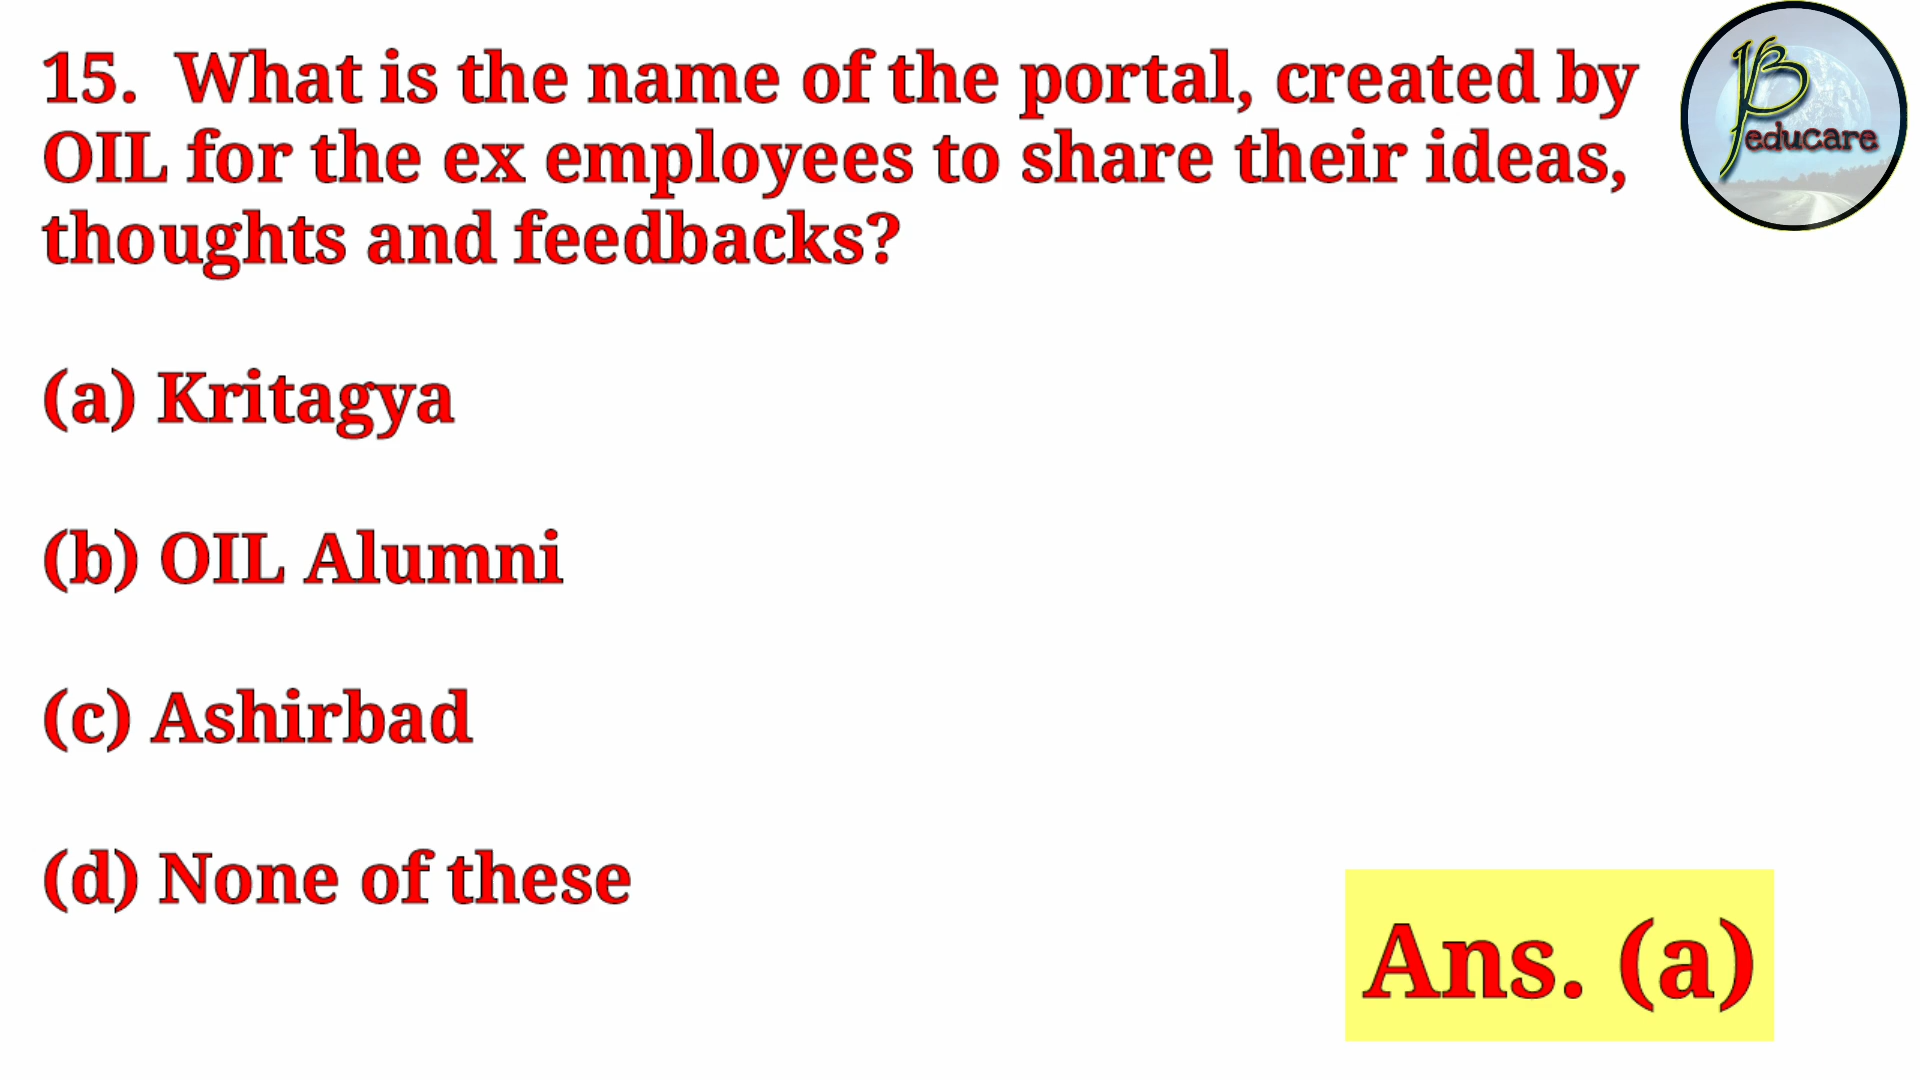 15. What is the name of the portal, created by
OIL for the ex employees to share their ideas,
thoughts and feedbacks?
(a) Kritagya
(b) OIL Alumni
(c) Ashirbad
(d) None of these
Ans. (a)
educare